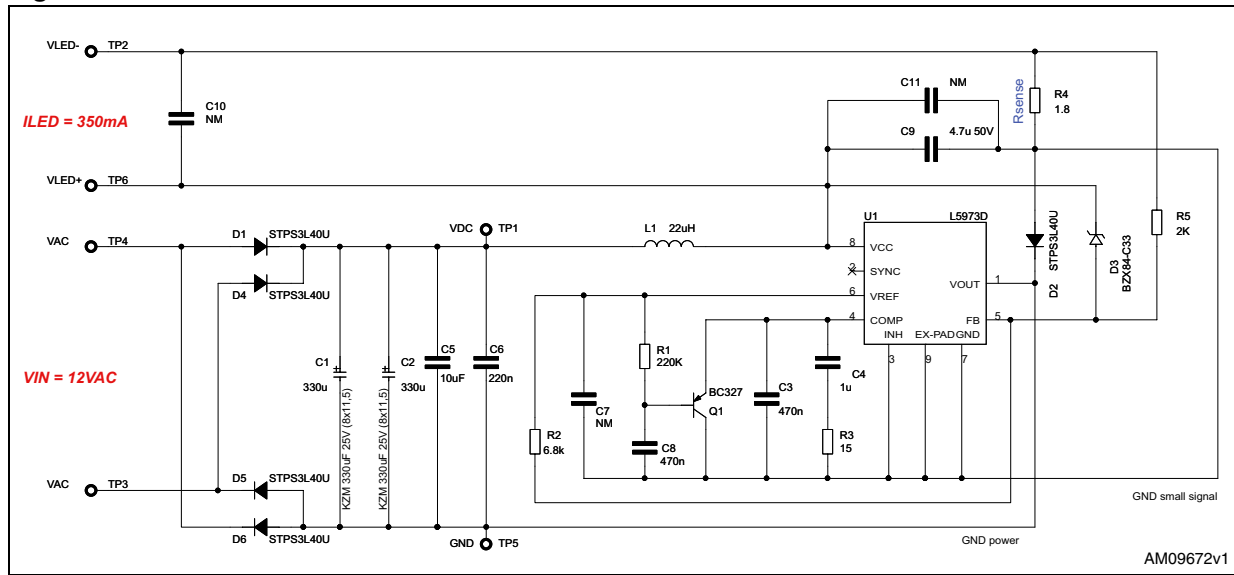 VLED-
TP2
C10
NM
ILED = 350mA
VLED+
TP6
C11
NM
C9
4.7u 50V
Rsense
R4
1.8
VAC
TP4
D1
STPS3L40U
D4
STPS3L40U
VDC
TP1
L1
22uH
U1
L5973D
8
VCC
2
SYNC
6
VREF
4
COMP
VOUT
1
FB
5
INH
EX-PAD
GND
3
9
7
D2
STPS3L40U
D3
BZX84-C33
R5
2K
VIN = 12VAC
C1
330u
KZM 330uF 25V (8x11,5)
C2
330u
KZM 330uF 25V (8x11,5)
C5
10uF
C6
220n
R2
6.8k
C7
NM
R1
220K
C8
470n
BC327
Q1
C3
470n
C4
1u
R3
15
VAC
TP3
D5
STPS3L40U
D6
STPS3L40U
GND
TP5
GND small signal
GND power
AM09672v1